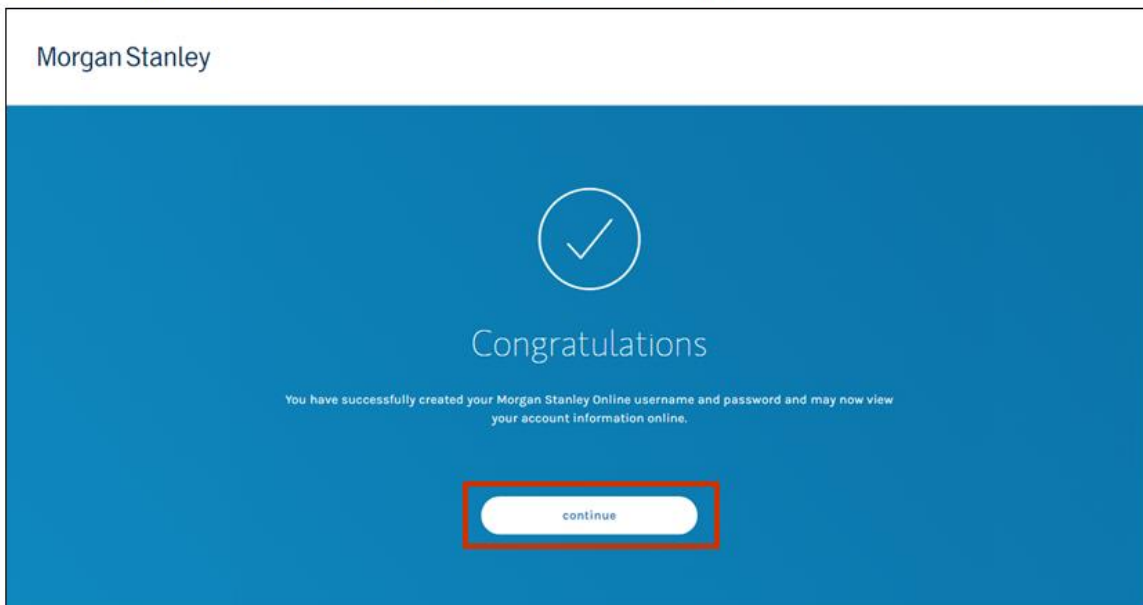 Morgan Stanley
Congratulations
You have successfully created your Morgan Stanley Online username and password and may now view
your account information online.
continue